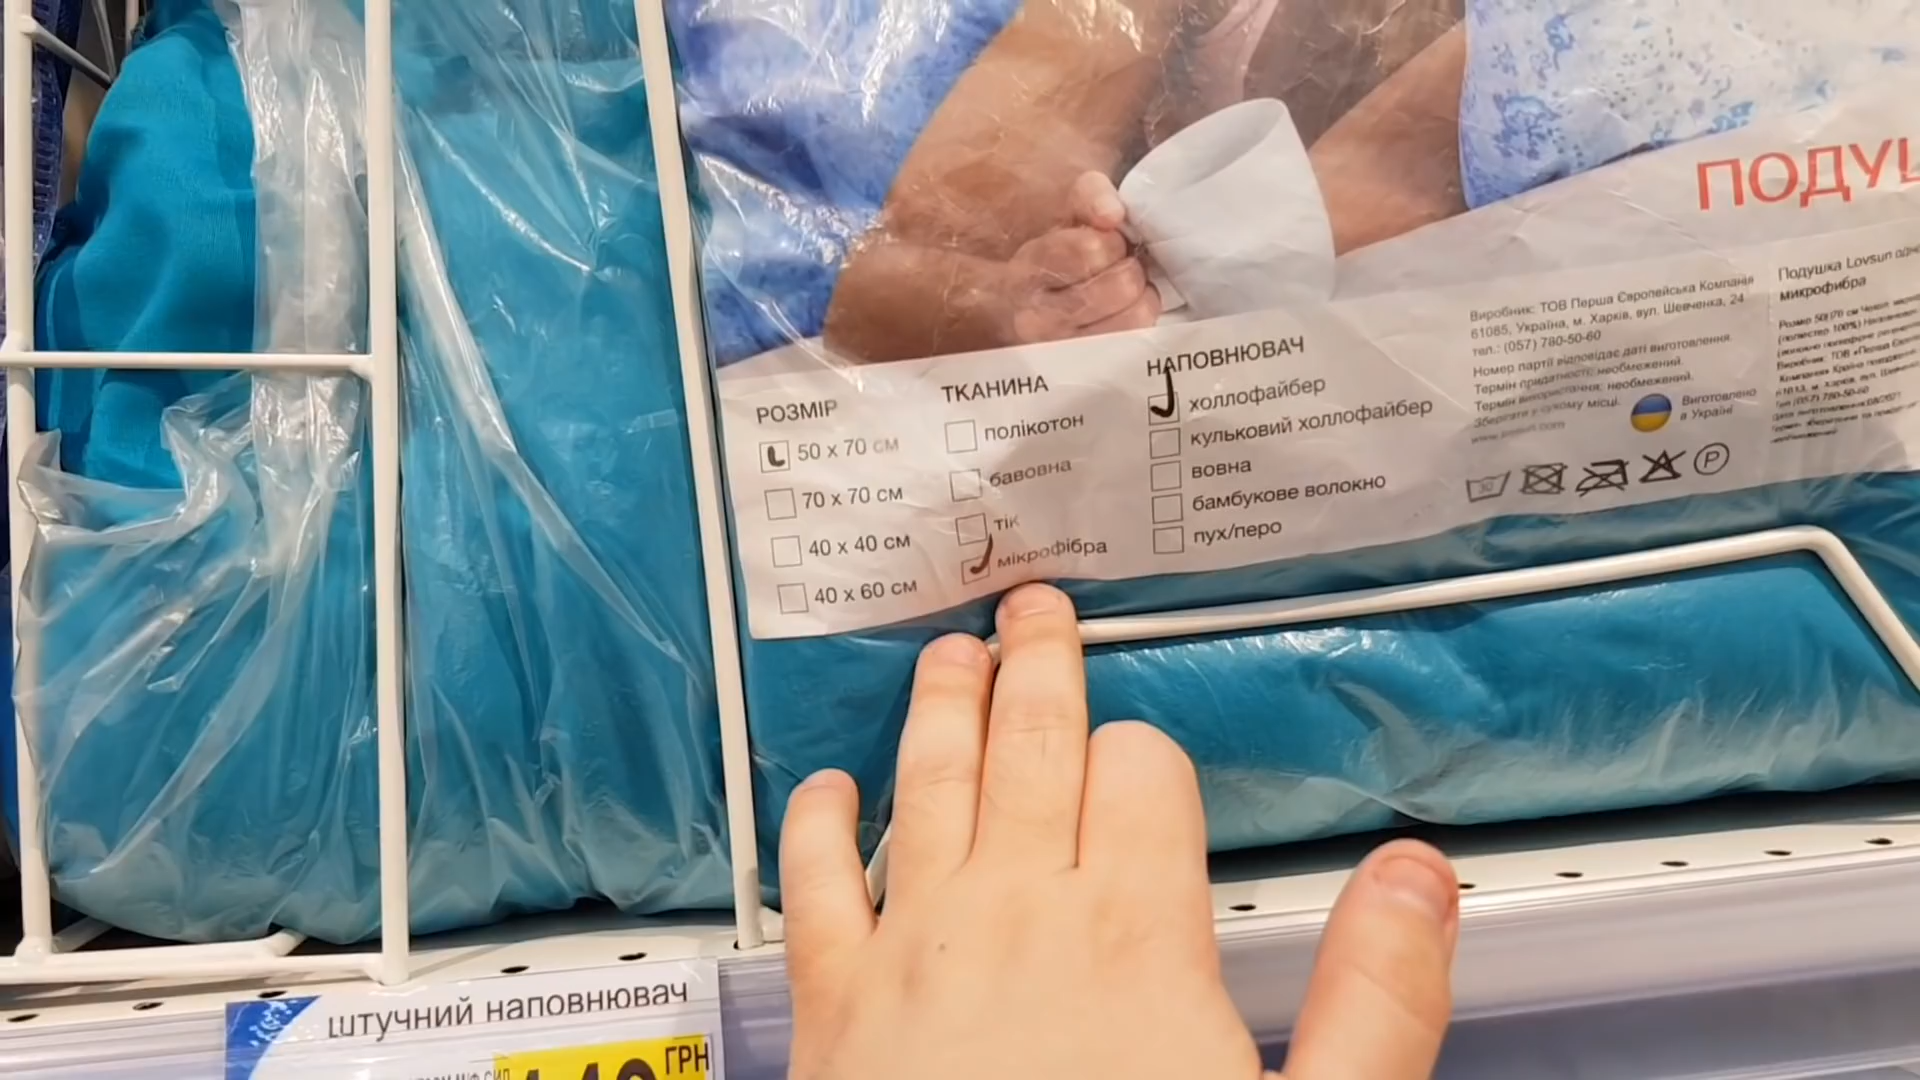 ПОДУШ
РОЗМІР
50 х 70 см
70 х 70 см
40 х 40 см
40 х 60 см
ТКАНИНА
полікотон
бавовна
тік
мікрофібра
НАПОВНЮВАЧ
холлофайбер
кульковий холлофайбер
вовна
бамбукове волокно
пух/перо
Виробник: ТОВ Перша Європейська Компанія
61085, Україна, м. Харків, вул. Шевченка, 24
тел.: (057) 780-50-60
Номер партії відповідає даті виготовлення.
Термін придатності: необмежений.
Термін використання: необмежений.
Зберігати в сухому місці.
Виготовлено
в Україні
30
P
Подушка Lovsun
микрофибра
штучний наповнювач
ГРН